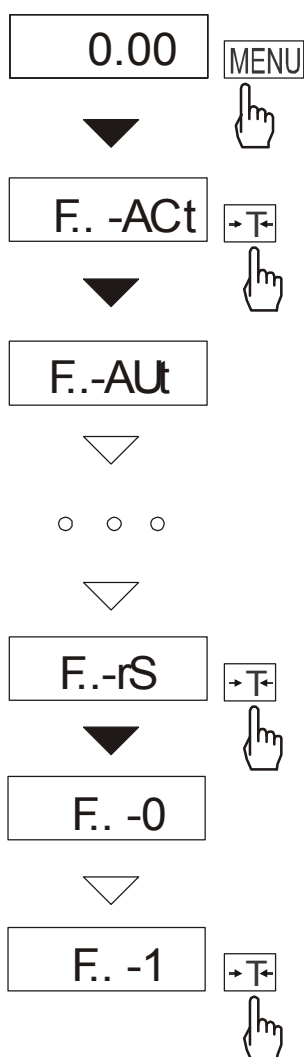 0.00 MENU
F.. -ACt →T←
F..-AUt
F..-rS →T←
F.. -0
F.. -1 →T←